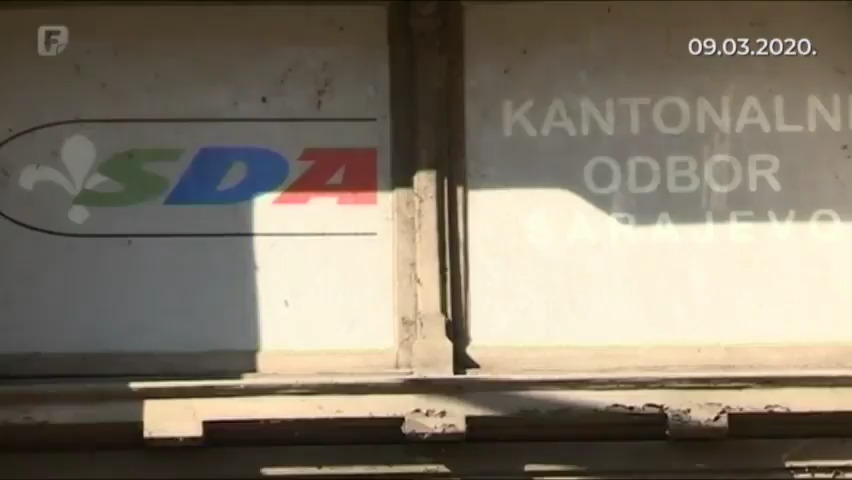 F
09.03.2020.
SDA
KANTONALNI
ODBOR
SARAJEVO